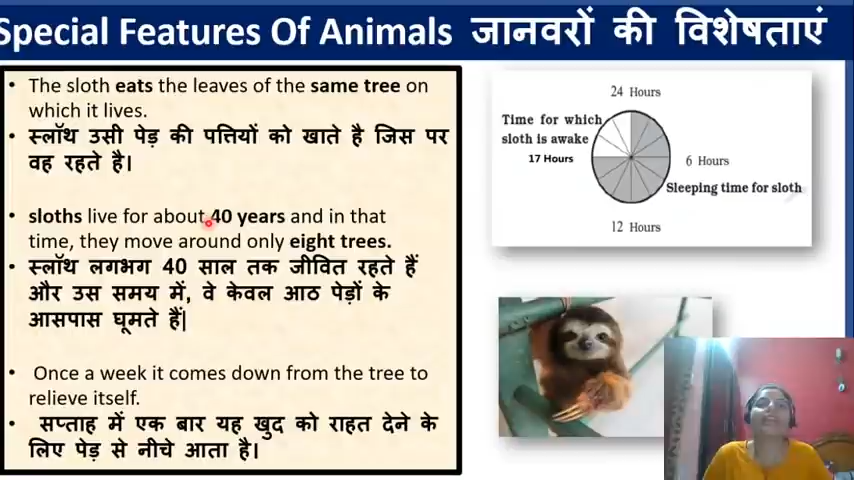 Special Features Of Animals जानवरों की विशेषताएं
• The sloth eats the leaves of the same tree on
which it lives.
• स्लॉथ उसी पेड़ की पत्तियों को खाते है जिस पर
वह रहते है।
• sloths live for about 40 years and in that
time, they move around only eight trees.
• स्लॉथ लगभग 40 साल तक जीवित रहते हैं
और उस समय में, वे केवल आठ पेड़ों के
आसपास घूमते हैं|
• Once a week it comes down from the tree to
relieve itself.
• सप्ताह में एक बार यह खुद को राहत देने के
लिए पेड़ से नीचे आता है।
24 Hours
Time for which
sloth is awake
17 Hours
6 Hours
Sleeping time for sloth
12 Hours